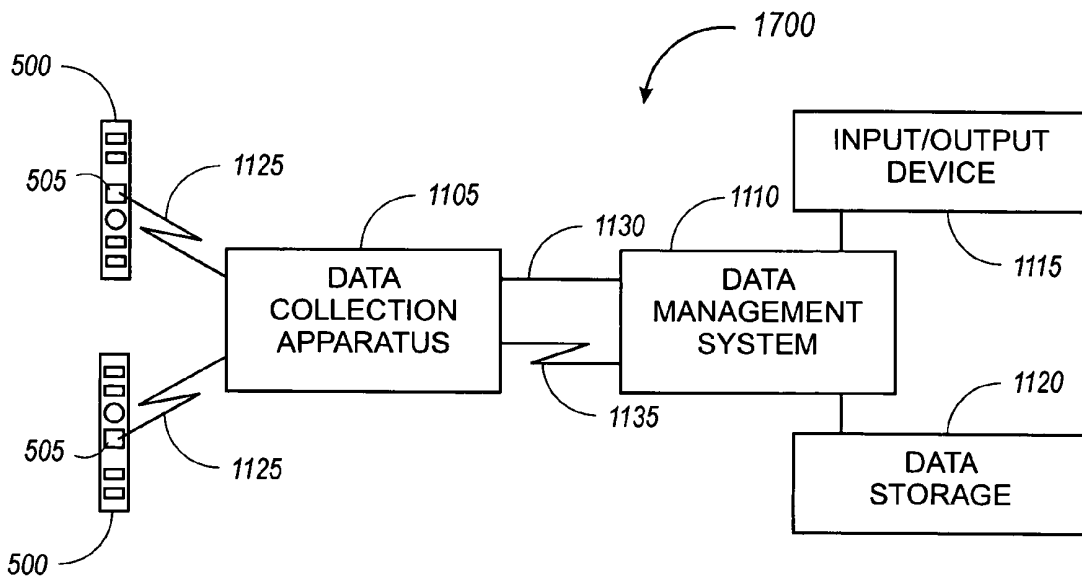 1700
500
INPUT/OUTPUT
DEVICE
505
1125
1105
1110
1130
1115
DATA
COLLECTION
APPARATUS
DATA
MANAGEMENT
SYSTEM
1120
1135
505
1125
DATA
STORAGE
500